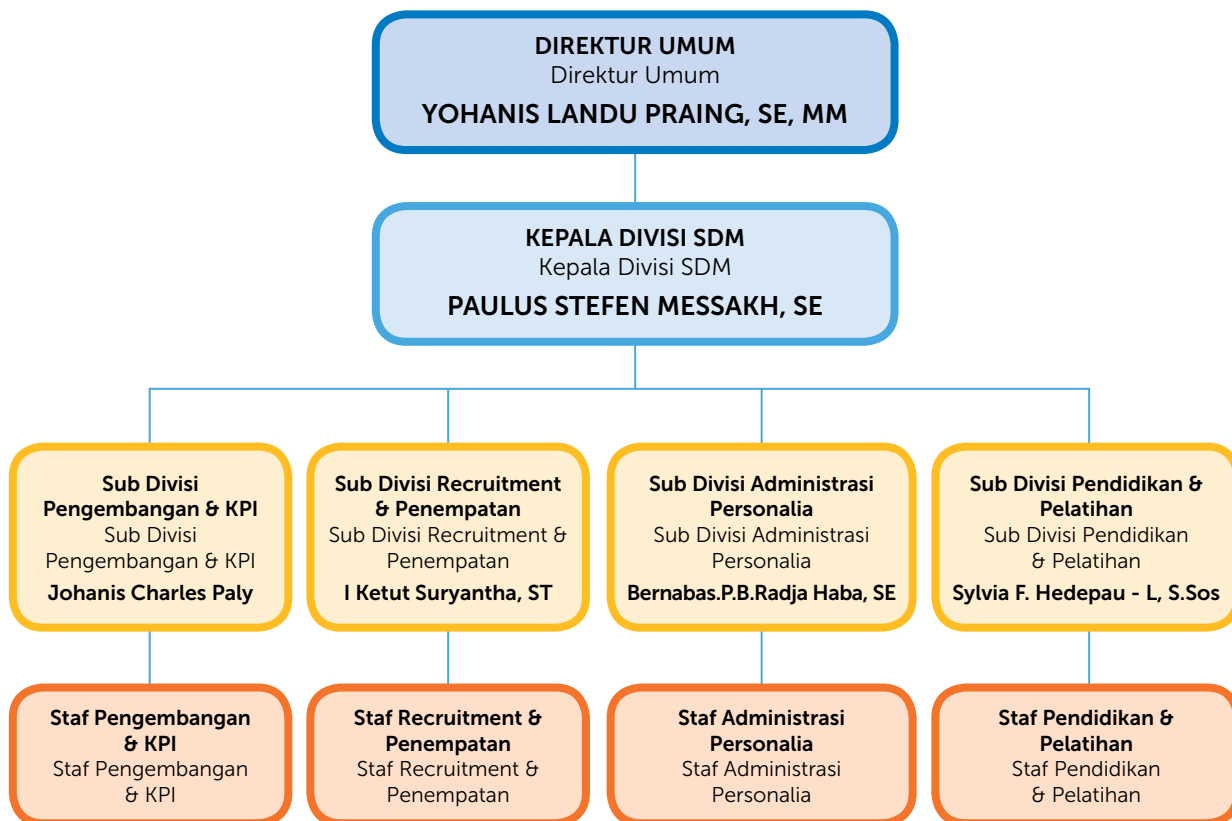 DIREKTUR UMUM
Direktur Umum
YOHANIS LANDU PRAING, SE, MM
KEPALA DIVISI SDM
Kepala Divisi SDM
PAULUS STEFEN MESSAKH, SE
Sub Divisi
Pengembangan & KPI
Sub Divisi
Pengembangan & KPI
Johanis Charles Paly
Sub Divisi Recruitment
& Penempatan
Sub Divisi Recruitment &
Penempatan
I Ketut Suryantha, ST
Sub Divisi Administrasi
Personalia
Sub Divisi Administrasi
Personalia
Bernabas.P.B.Radja Haba, SE
Sub Divisi Pendidikan &
Pelatihan
Sub Divisi Pendidikan
& Pelatihan
Sylvia F. Hedepau - L, S.Sos
Staf Pengembangan
& KPI
Staf Pengembangan
& KPI
Staf Recruitment &
Penempatan
Staf Recruitment &
Penempatan
Staf Administrasi
Personalia
Staf Administrasi
Personalia
Staf Pendidikan &
Pelatihan
Staf Pendidikan
& Pelatihan